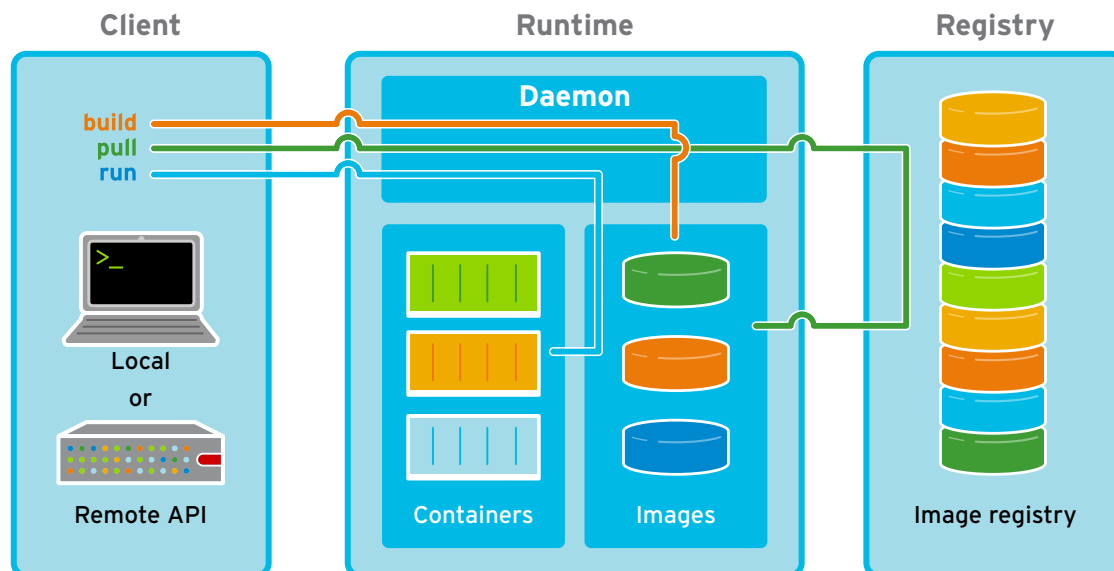 Client
Runtime
Registry
Daemon
build
pull
run
>_
Local
or
Remote API
Containers
Images
Image registry